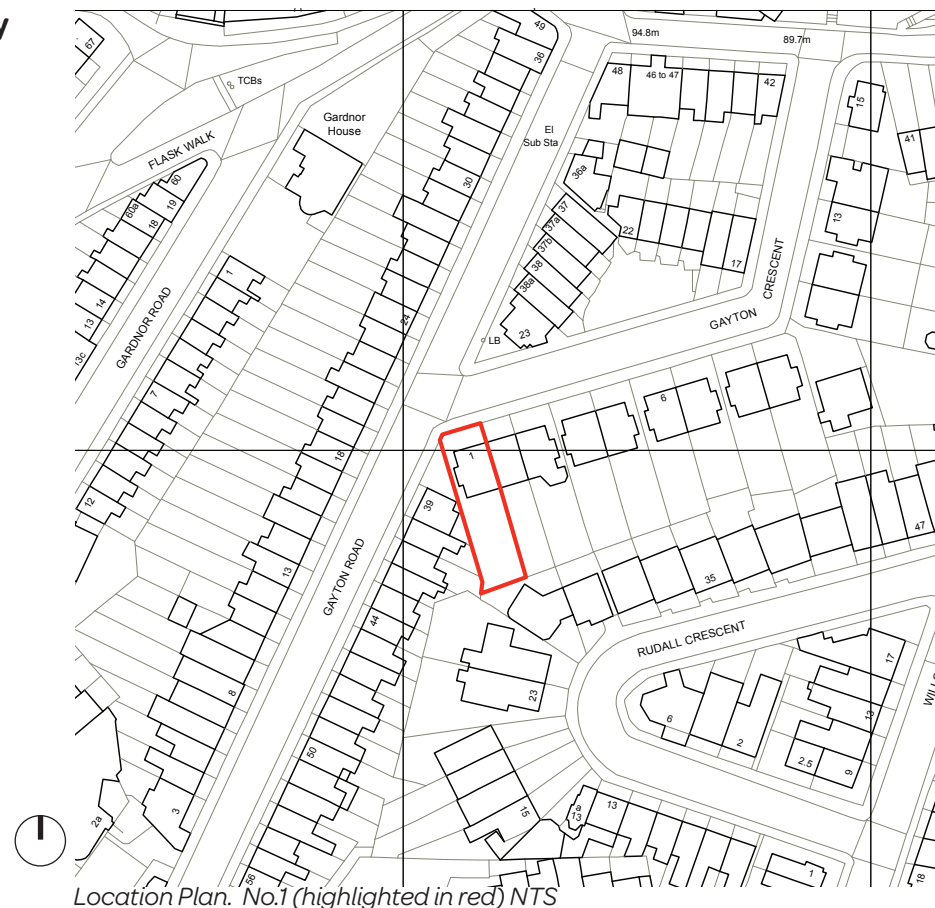 y
67
TCBs
FLASK WALK
Gardnor
House
49
36
94.8m
89.7m
48
46 to 47
42
15
41
El
Sub Sta
30
36a
60
19
60a
18
37
37a
37b
38
38a
22
17
13
CRESCENT
GAYTON
23
LB
1
14
13
13c
GARDNOR ROAD
24
7
6
18
1
12
39
47
13
GAYTON ROAD
44
35
RUDALL CRESCENT
8
23
6
2
17
13
2.5
9
50
3
2a
15
a
13
13
56
1
18
Location Plan. No.1 (highlighted in red) NTS